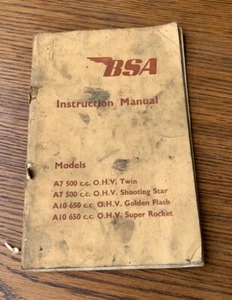 BSA
Instruction Manual
Models
A7 500 c.c. O.H.V. Twin
A7 500 c.c. O.H.V. Shooting Star
A10 650 c.c. O.H.V. Golden Flash
A10 650 c.c. O.H.V. Super Rocket